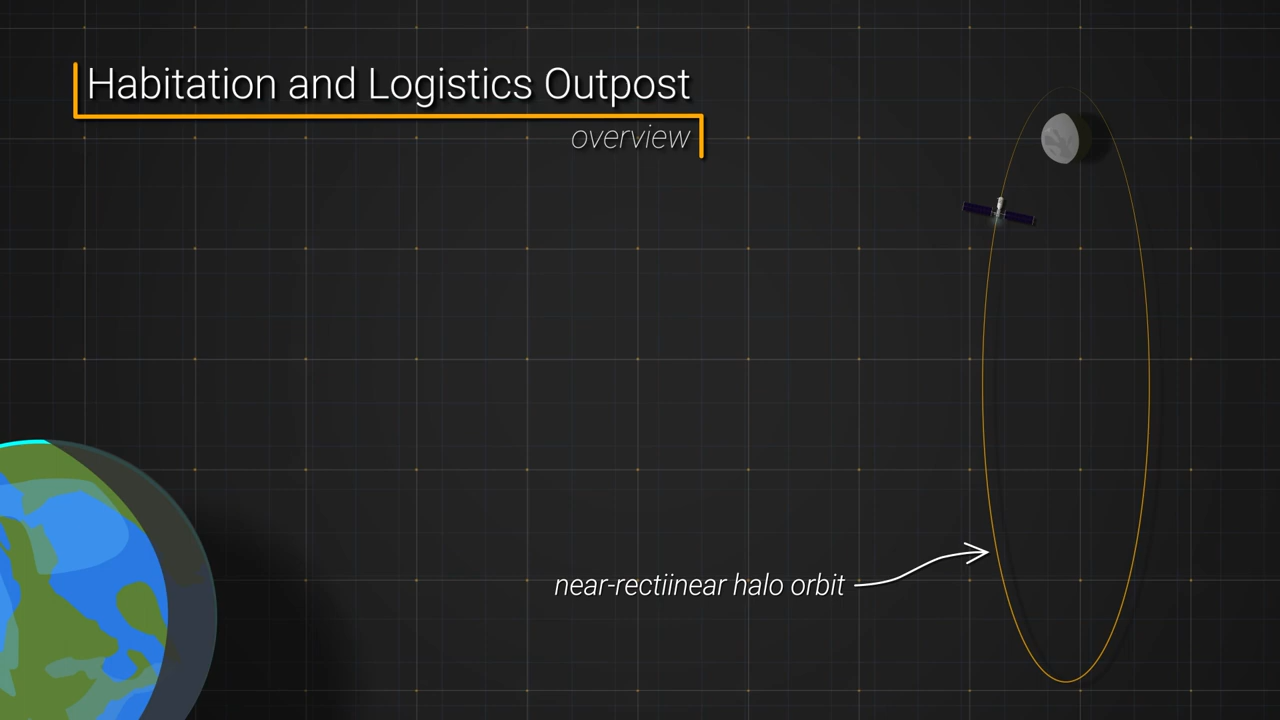 Habitation and Logistics Outpost
overview
near-rectiinear halo orbit